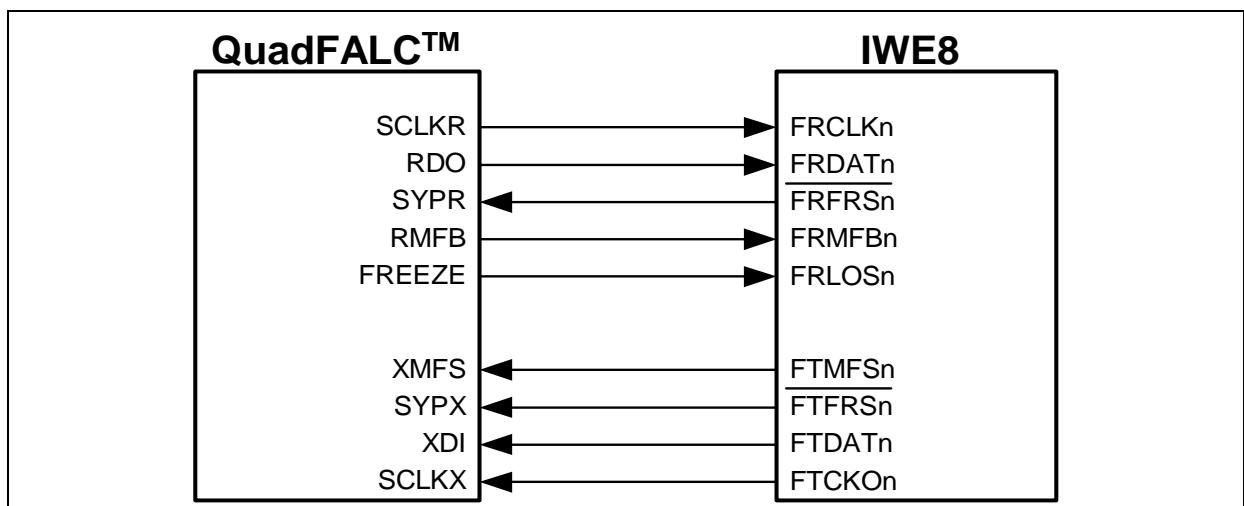 QuadFALC™ IWE8
SCLKR FRCLKn
RDO FRDATn
SYPR FRFRSn
RMFB FRMFBn
FREEZE FRLOSn
XMFS FTMFSn
SYPX FTFRSn
XDI FTDATn
SCLKX FTCKOn